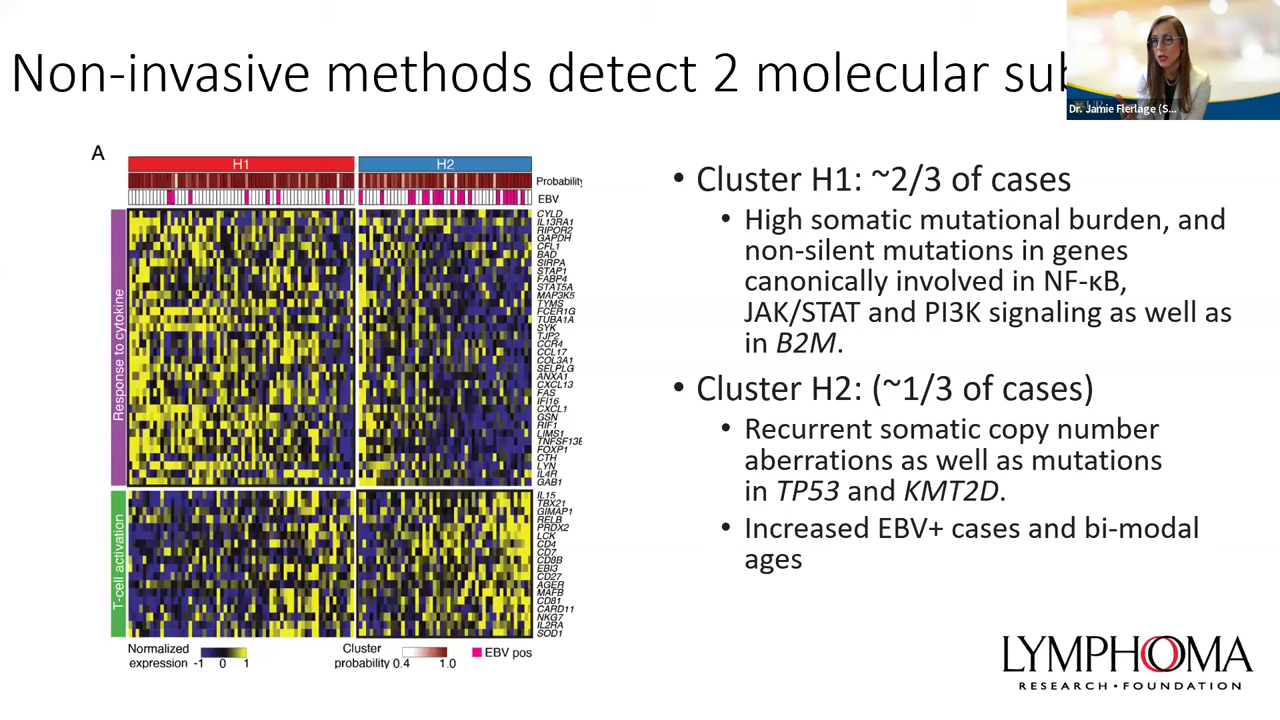 Non-invasive methods detect 2 molecular sub
Dr. Jamie Flerlage (S...
A
H1
H2
Probability
EBV
Response to cytokine
CYLD
IL13RA1
RIPOR2
GAPDH
CFL1
BAD
SIRPA
STAP1
FABP4
STAT5A
MAP3K5
TYMS
FCER1G
TUBA1A
SYK
TJP2
CCR4
CCL17
COL3A1
SELPLG
ANXA1
CXCL13
FAS
IFI16
CXCL1
GSN
RIF1
LIMS1
TNFSF13B
FOXP1
CTH
LYN
IL4R
GAB1
T-cell activation
IL15
TBX21
GIMAP1
RELB
PRDX2
LCK
CD4
CD7
CD8B
EBI3
CD27
AGER
MAFB
CD81
CARD11
NKG7
IL2RA
SOD1
Normalized
expression -1 0 1
Cluster
probability 0.4 1.0
EBV pos
• Cluster H1: ~2/3 of cases
• High somatic mutational burden, and
non-silent mutations in genes
canonically involved in NF-κB,
JAK/STAT and PI3K signaling as well as
in B2M.
• Cluster H2: (~1/3 of cases)
• Recurrent somatic copy number
aberrations as well as mutations
in TP53 and KMT2D.
• Increased EBV+ cases and bi-modal
ages
LYMPHOMA
RESEARCH • FOUNDATION